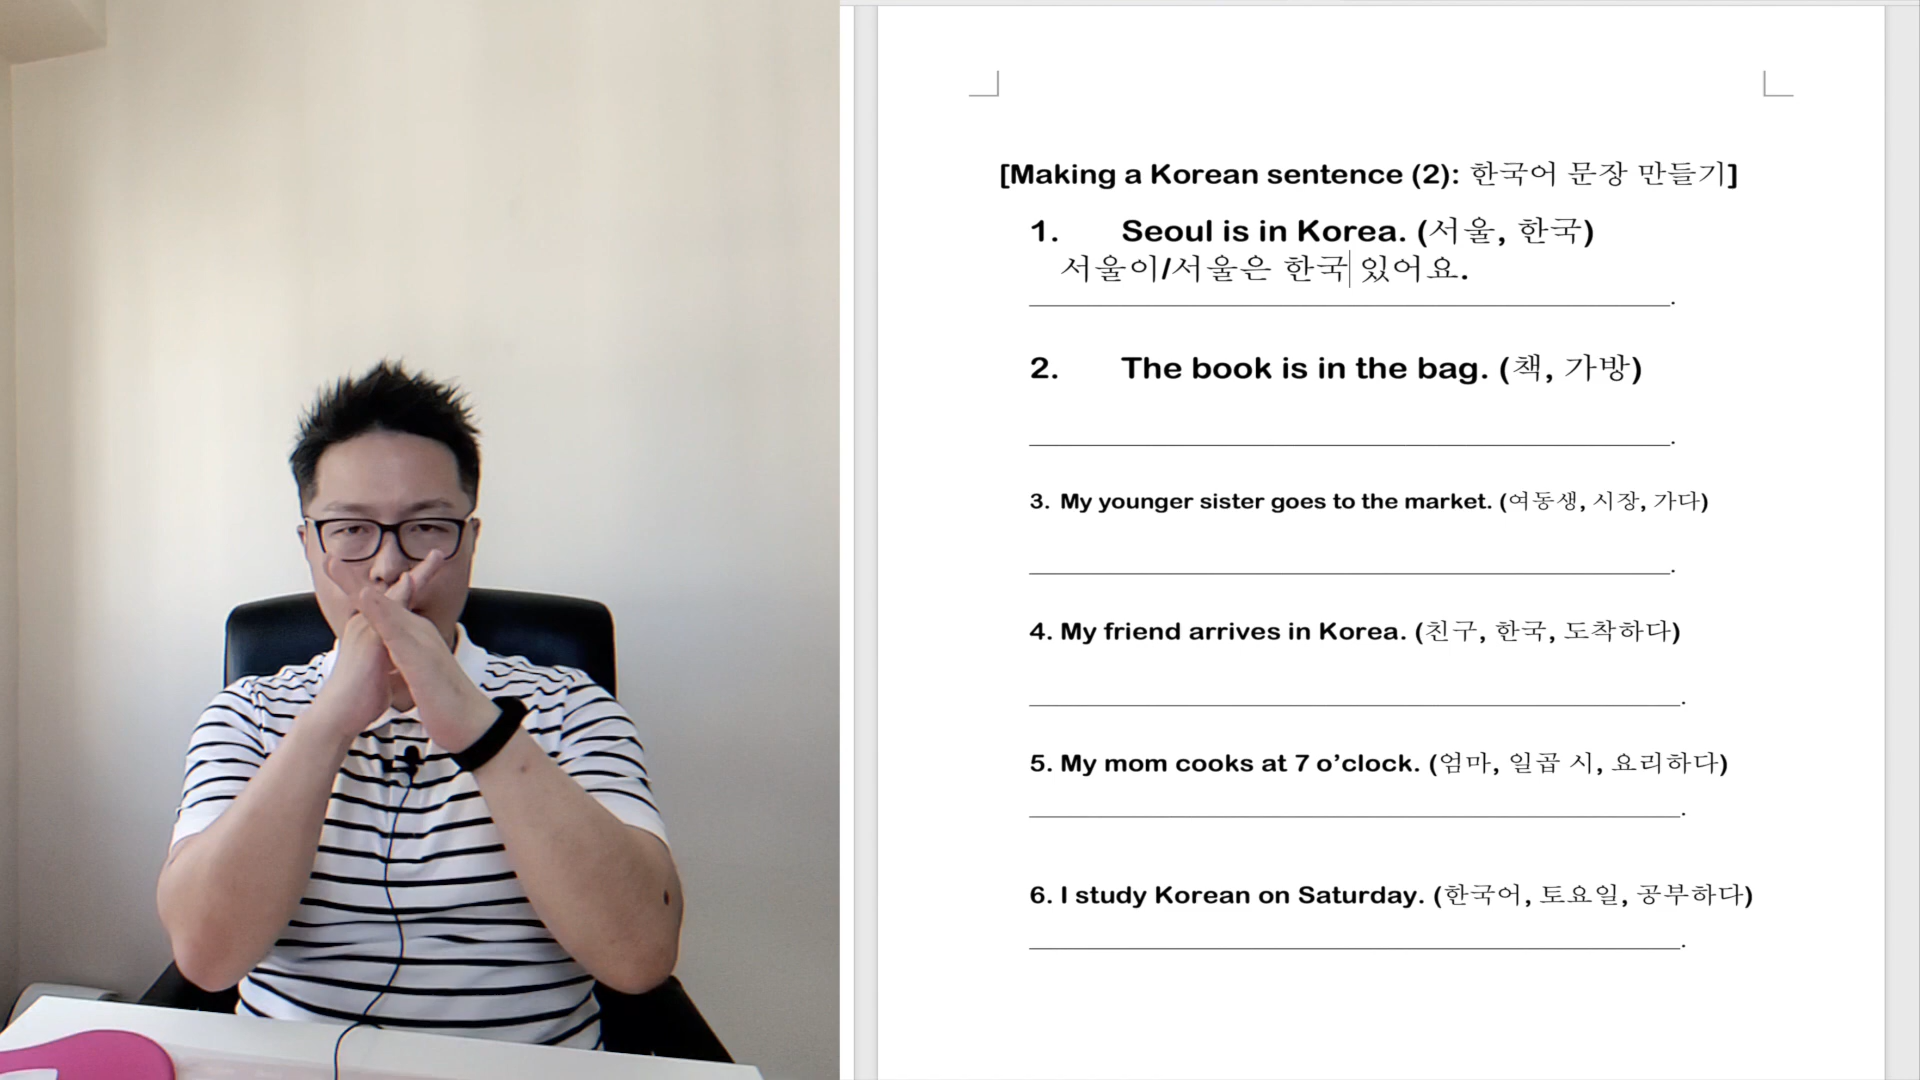 [Making a Korean sentence (2): 한국어 문장 만들기]
1. Seoul is in Korea. (서울, 한국)
서울이/서울은 한국 있어요.
.
2. The book is in the bag. (책, 가방)
.
3. My younger sister goes to the market. (여동생, 시장, 가다)
.
4. My friend arrives in Korea. (친구, 한국, 도착하다)
.
5. My mom cooks at 7 o’clock. (엄마, 일곱 시, 요리하다)
.
6. I study Korean on Saturday. (한국어, 토요일, 공부하다)
.